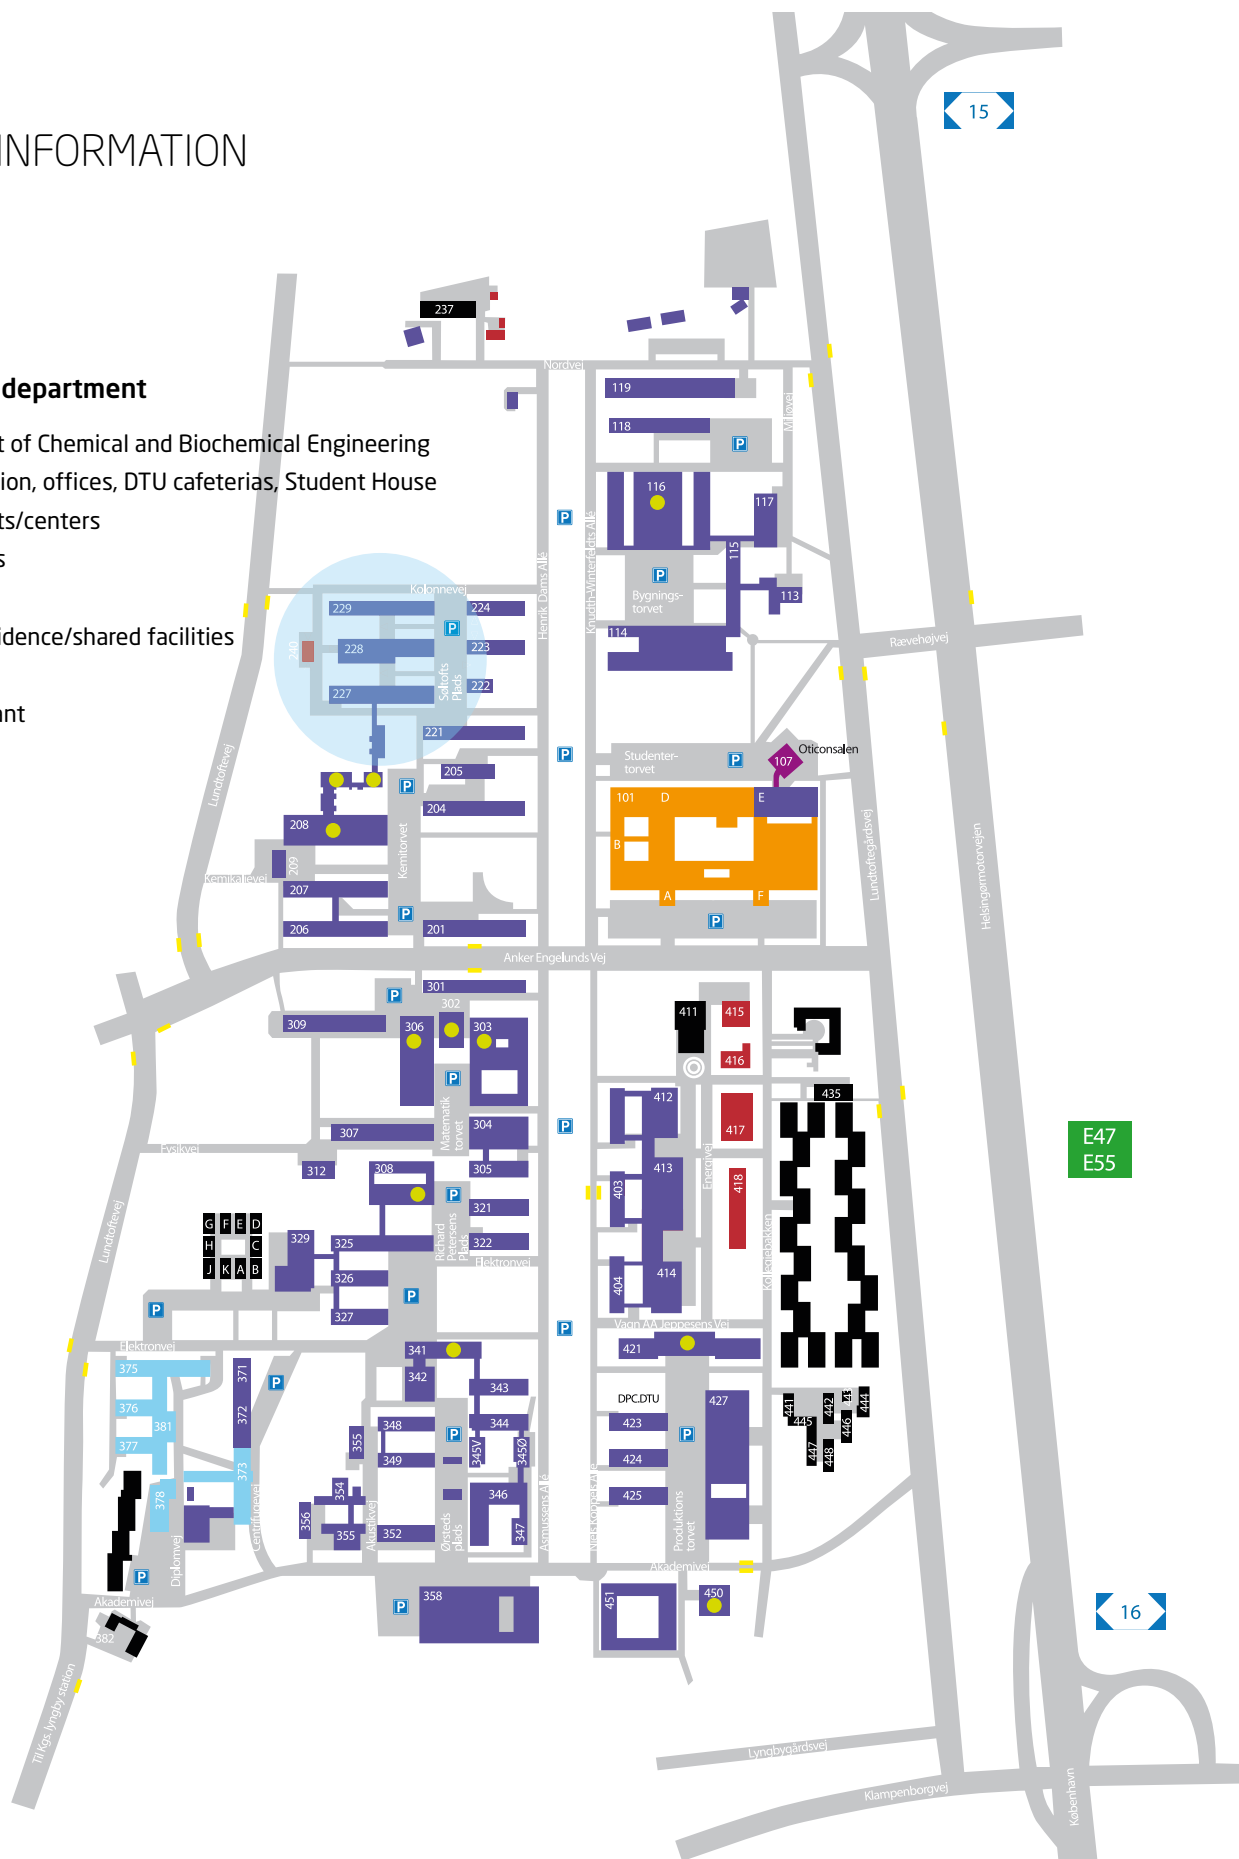 15
INFORMATION
237
Nordvej
department
119
Miljøvej
118
P
t of Chemical and Biochemical Engineering
ion, offices, DTU cafeterias, Student House
116
117
ts/centers
P
Knudth-Winterfeldts Allé
s
115
Henrik Dams Allé
P
Kolonnevej
Bygnings-
torvet
113
229
224
P
114
idence/shared facilities
Rævehøjvej
240
228
223
Søltofts
Plads
222
227
ant
221
Oticonsalen
Studenter-
torvet
P
107
P
Lundtoftevej
205
P
101
D
E
204
208
Lundtoftegårdsvej
Kemitorvet
B
209
Kemikalievej
207
A
F
Helsingørmotorvejen
P
P
206
201
Anker Engelunds Vej
301
P
302
411
415
309
306
303
416
P
435
412
417
Matematik
torvet
304
P
307
E47
E55
Fysikvej
312
308
305
413
Energivej
418
403
P
321
G F E D
H C
J K A B
329
325
Richard
Petersens
Plads
322
Kollegiebakken
Lundtoftevej
Elektronvej
326
404
414
P
P
327
Vagn AA Jeppesens Vej
P
Elektronvej
341
421
375
371
342
343
P
DPC.DTU
427
441
442
443
444
376
372
381
348
344
423
445
446
377
355
P
345V
345Ø
P
447
448
349
424
373
378
354
346
425
Centrifugevej
356
355
Akustikvej
352
Ørsteds
plads
347
Asmussens Allé
Niels Koppels Allé
Produktions
torvet
Diplomvej
P
Akademivej
Akademivej
358
P
451
450
16
382
Til Kgs. lyngby station
Lyngbygårdsvej
Klampenborgvej
København